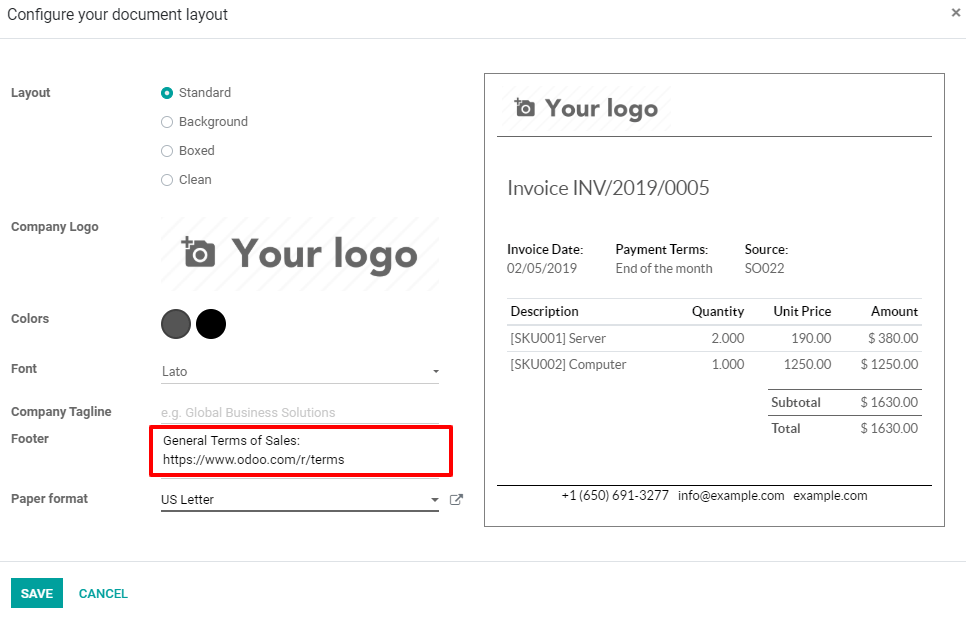 Configure your document layout
×
Layout
Standard
Background
Boxed
Clean
Company Logo
Your logo
Colors
Font
Lato
Company Tagline
e.g. Global Business Solutions
Footer
General Terms of Sales:
https://www.odoo.com/r/terms
Paper format
US Letter
Your logo
Invoice INV/2019/0005
Invoice Date: Payment Terms: Source:
02/05/2019 End of the month SO022
Description Quantity Unit Price Amount
[SKU001] Server 2.000 190.00 $ 380.00
[SKU002] Computer 1.000 1250.00 $ 1250.00
Subtotal $ 1630.00
Total $ 1630.00
+1 (650) 691-3277 info@example.com example.com
SAVE CANCEL